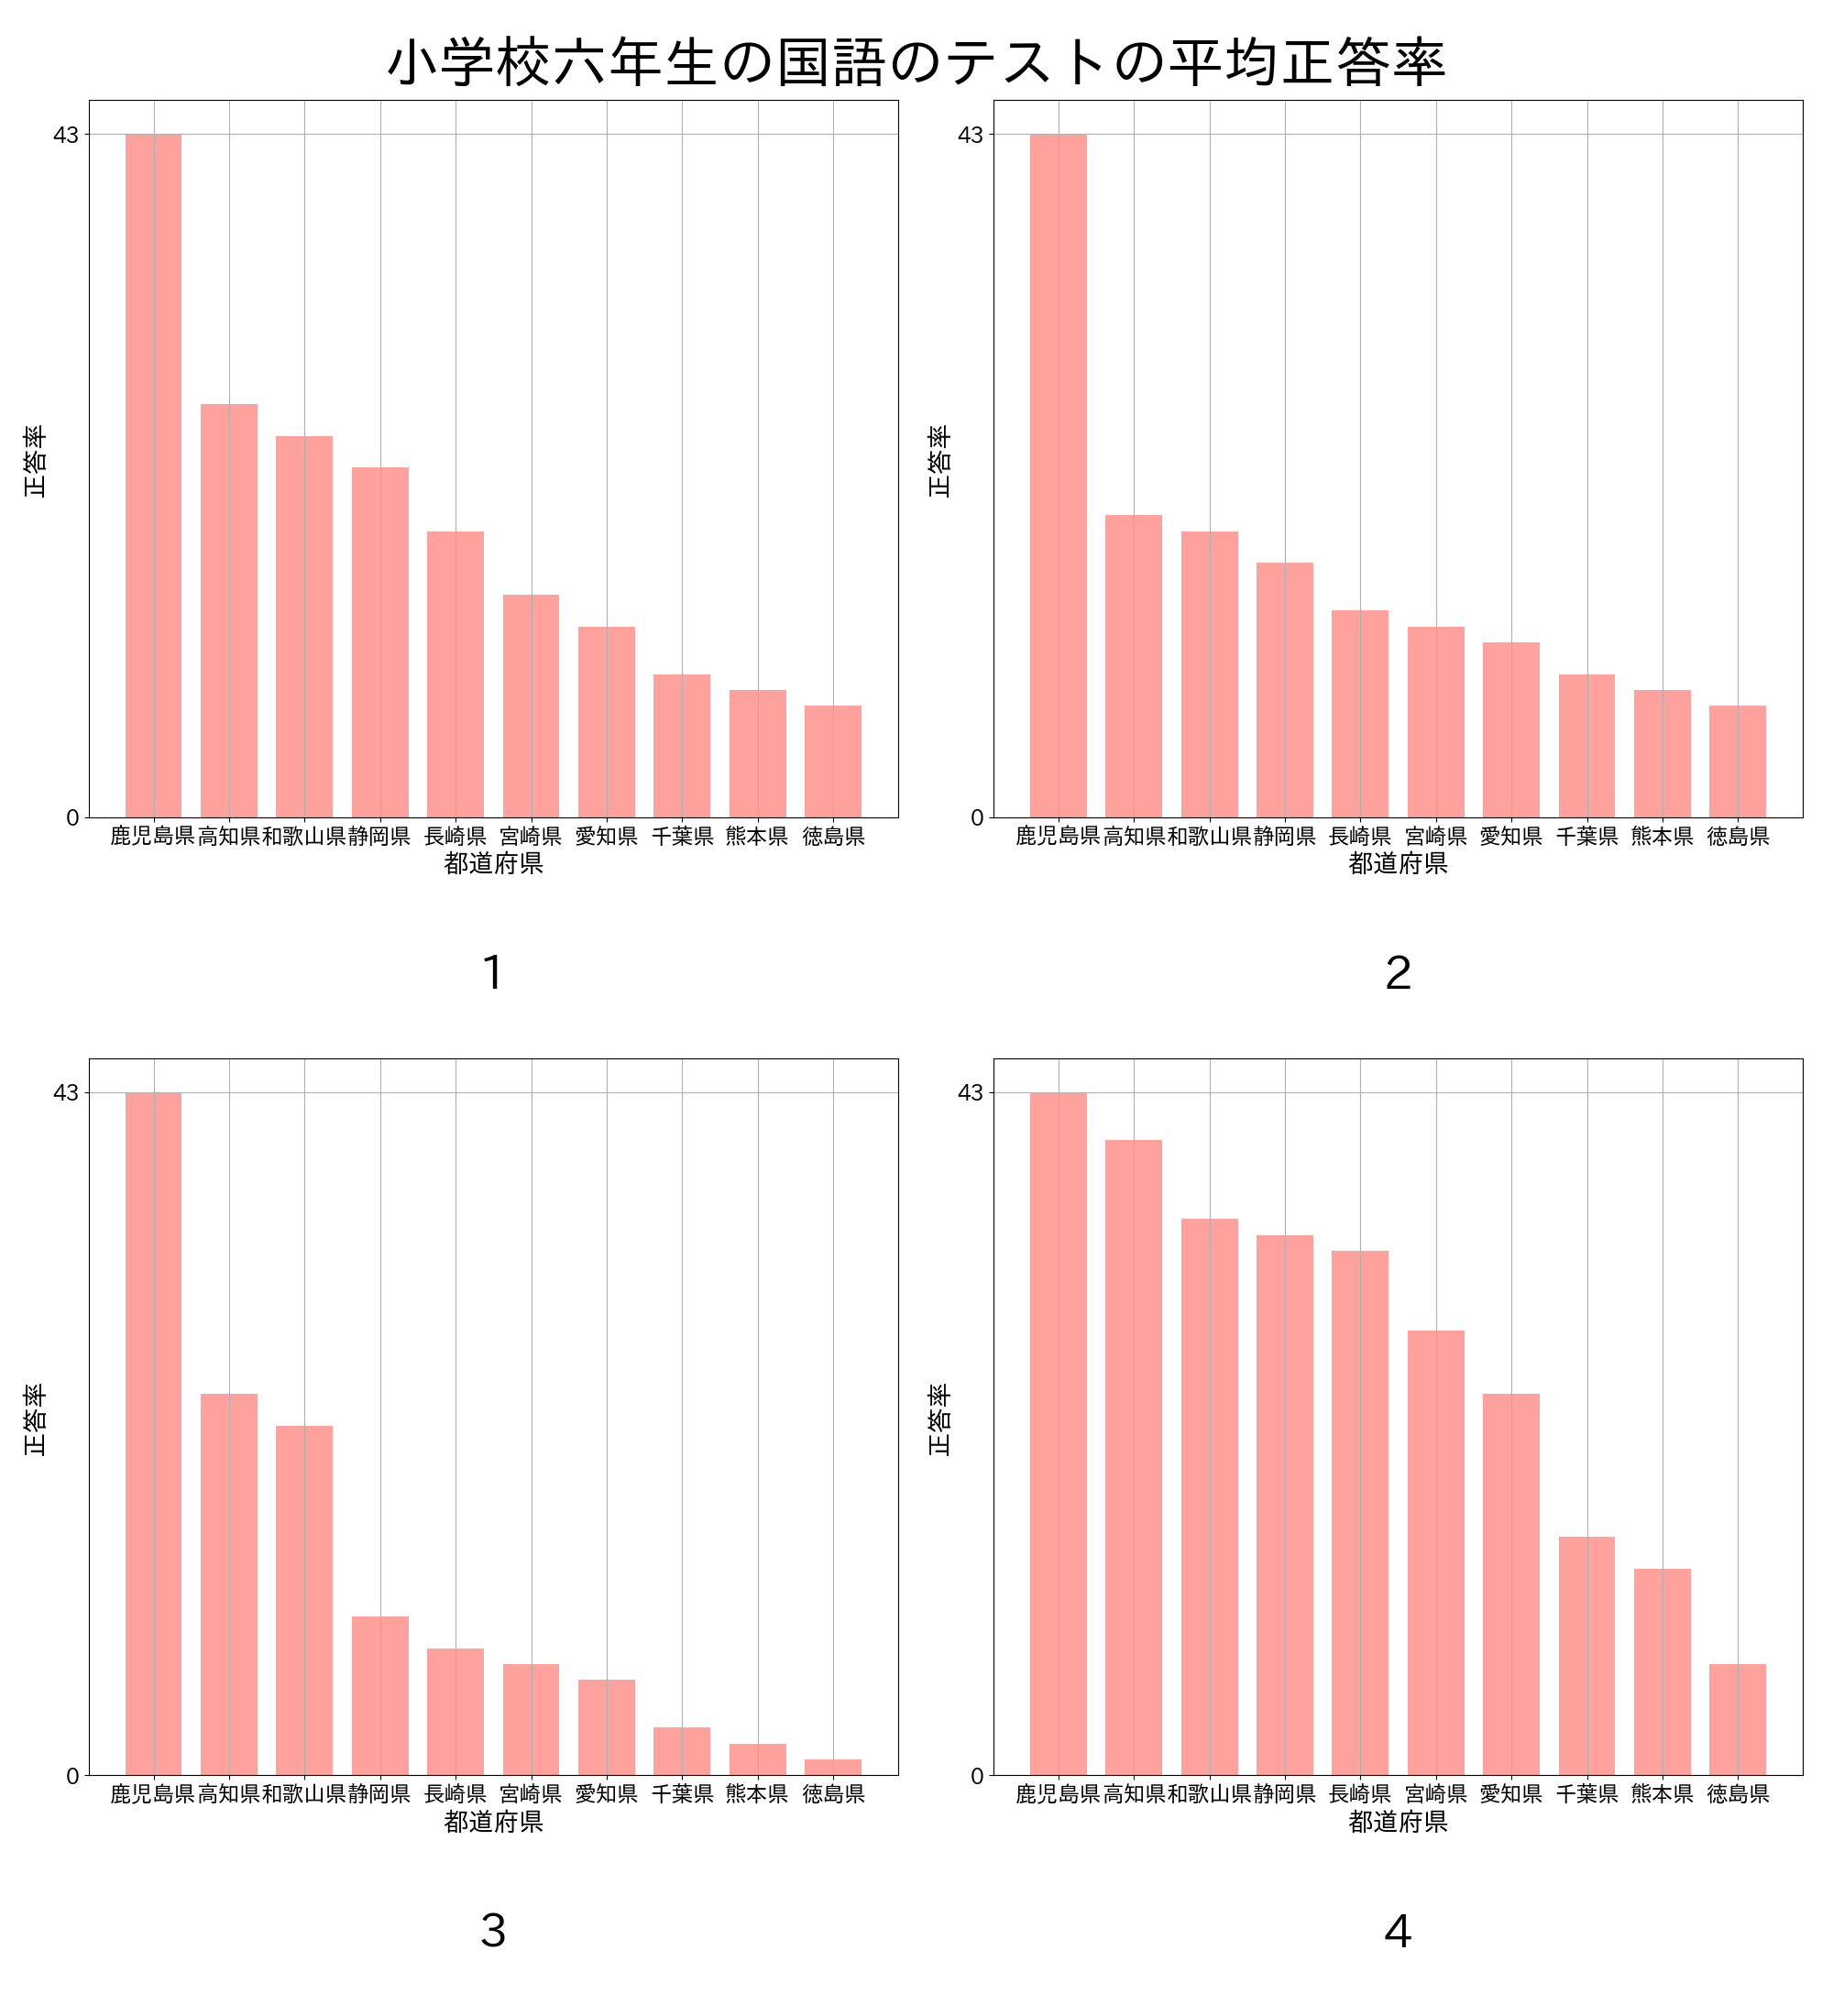 小学校六年生の国語のテストの平均正答率
43
0
正答率
鹿児島県 高知県 和歌山県 静岡県 長崎県 宮崎県 愛知県 千葉県 熊本県 徳島県
都道府県
1
43
0
正答率
鹿児島県 高知県 和歌山県 静岡県 長崎県 宮崎県 愛知県 千葉県 熊本県 徳島県
都道府県
2
43
0
正答率
鹿児島県 高知県 和歌山県 静岡県 長崎県 宮崎県 愛知県 千葉県 熊本県 徳島県
都道府県
3
43
0
正答率
鹿児島県 高知県 和歌山県 静岡県 長崎県 宮崎県 愛知県 千葉県 熊本県 徳島県
都道府県
4